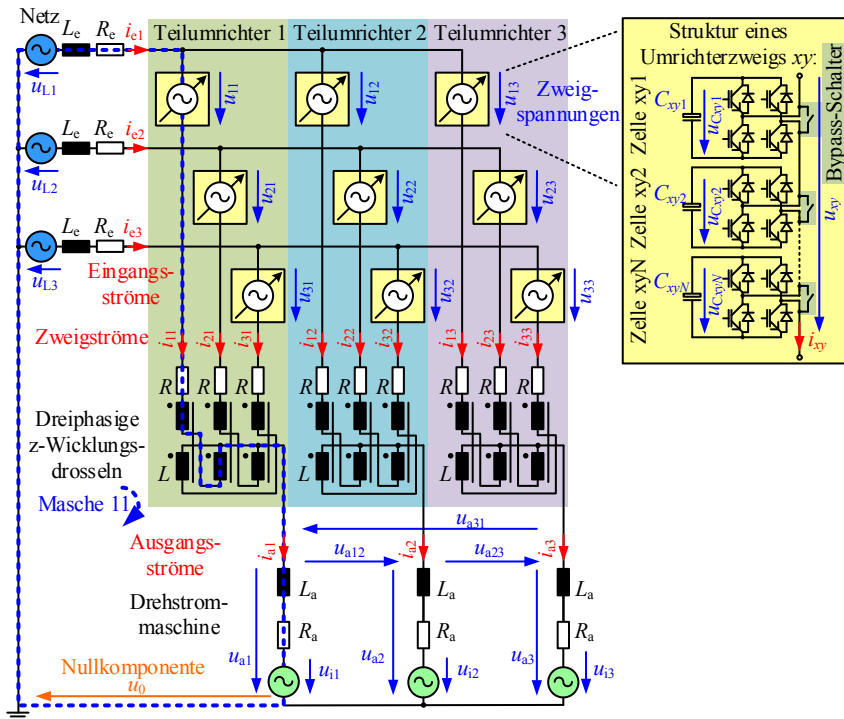 Netz
Le
Re
ie1
uL1
Teilumrichter 1
Teilumrichter 2
Teilumrichter 3
u11
u12
u13
Zweig-
spannungen
Le
Re
ie2
uL2
u21
u22
u23
Le
Re
ie3
uL3
Eingangs-
ströme
u31
u32
u33
Zweigströme
i11
i21
i31
i12
i22
i32
i13
i23
i33
R
R
R
R
R
R
R
R
R
Dreiphasige
z-Wicklungs-
drosseln
L
L
L
Masche 11
ua31
Ausgangs-
ströme
ia1
ua12
ia2
ua23
ia3
La
La
La
Drehstrom-
maschine
Ra
Ra
Ra
ua1
ui1
ua2
ui2
ua3
ui3
Nullkomponente
u0
Struktur eines
Umrichterzweigs xy:
Zelle xy1
Cxy1
uCxy1
Bypass-Schalter
Zelle xy2
Cxy2
uCxy2
uxy
Zelle xyN
CxyN
uCxyN
ixy